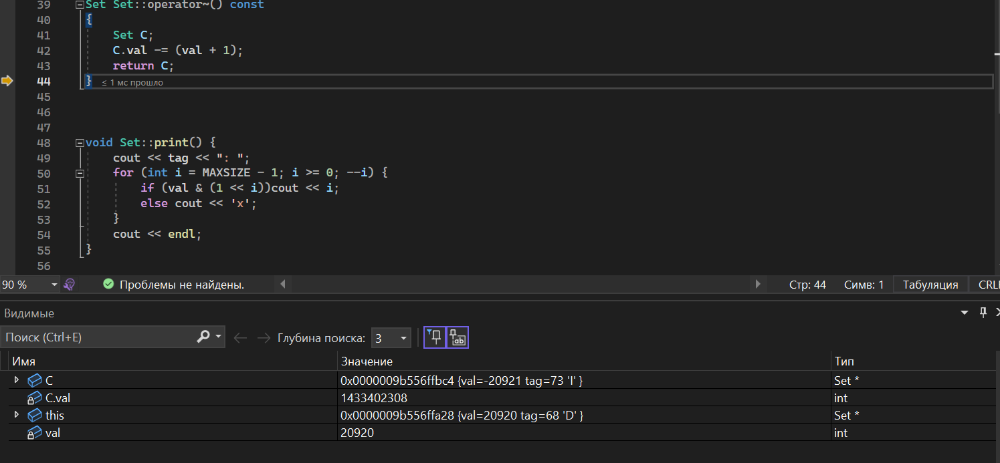 39 Set Set::operator~() const
40 {
41 Set C;
42 C.val -= (val + 1);
43 return C;
44 } ≤ 1 мс прошло
45
46
47
48 void Set::print() {
49 cout << tag << ": ";
50 for (int i = MAXSIZE - 1; i >= 0; --i) {
51 if (val & (1 << i))cout << i;
52 else cout << 'x';
53 }
54 cout << endl;
55 }
56
90 % Проблемы не найдены. Стр: 44 Симв: 1 Табуляция
Видимые
Поиск (Ctrl+E) Глубина поиска: 3
Имя Значение Тип
C 0x0000009b556ffbc4 {val=-20921 tag=73 'I' } Set *
C.val 1433402308 int
this 0x0000009b556ffa28 {val=20920 tag=68 'D' } Set *
val 20920 int